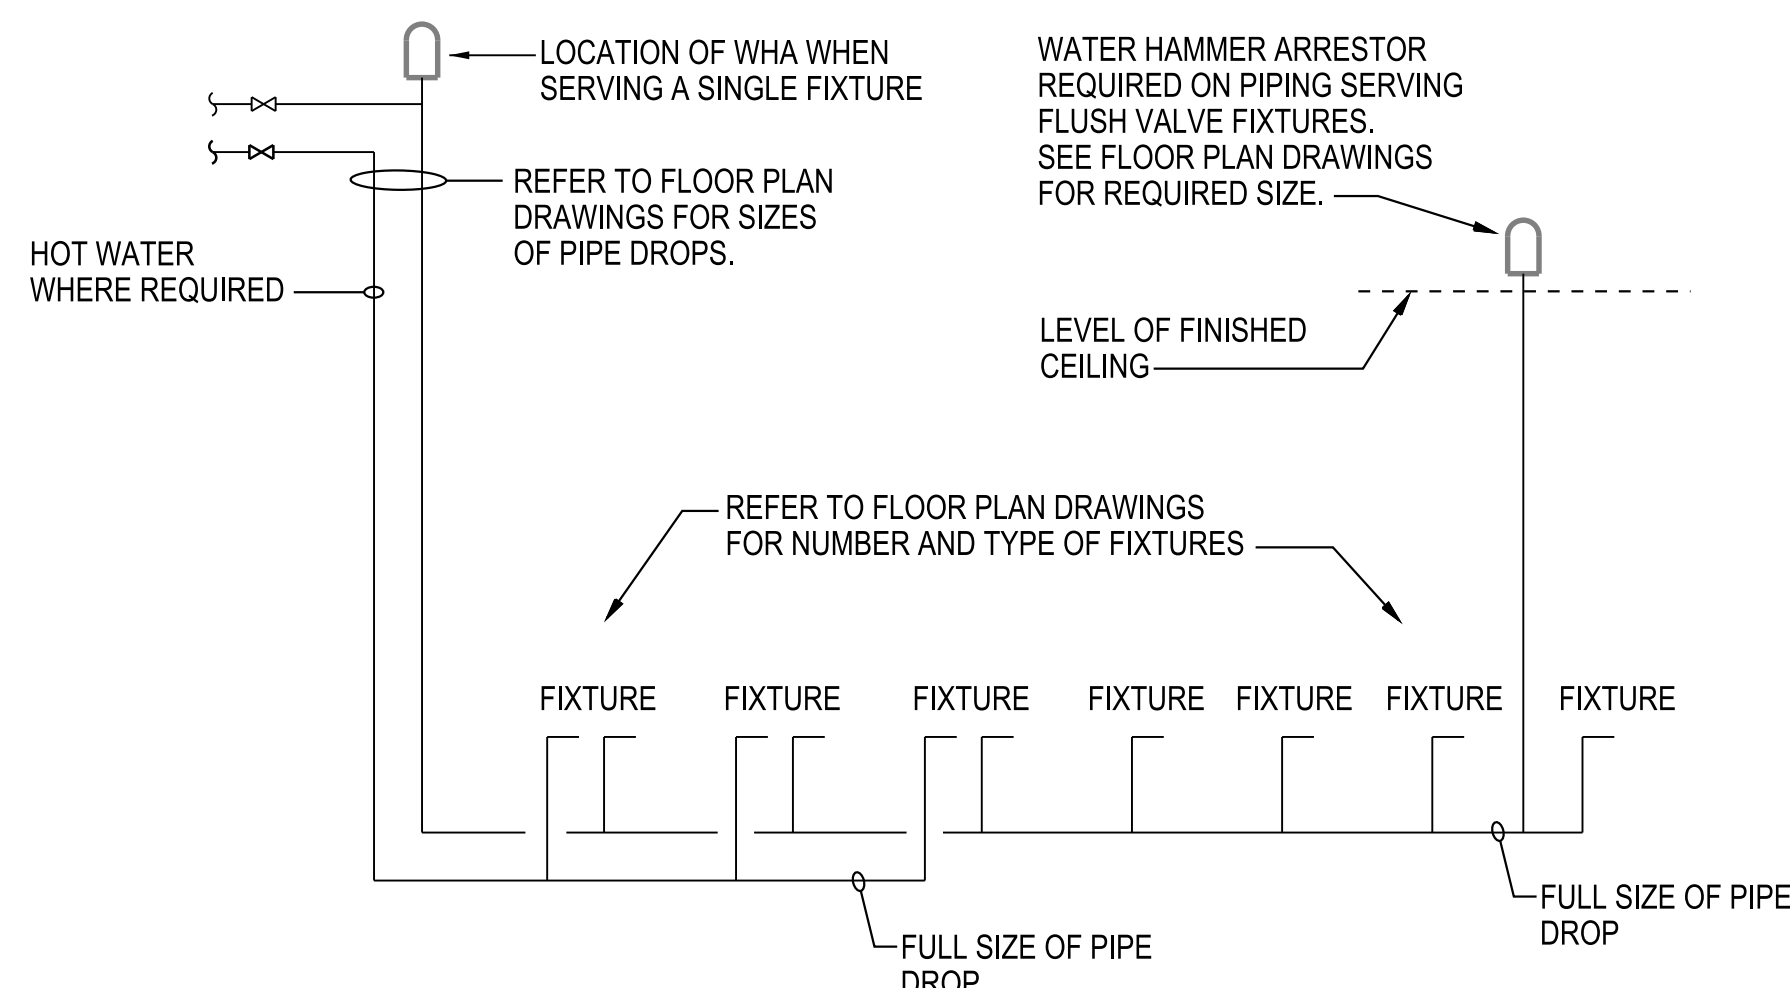 LOCATION OF WHA WHEN
SERVING A SINGLE FIXTURE
WATER HAMMER ARRESTOR
REQUIRED ON PIPING SERVING
FLUSH VALVE FIXTURES.
SEE FLOOR PLAN DRAWINGS
FOR REQUIRED SIZE.
REFER TO FLOOR PLAN
DRAWINGS FOR SIZES
OF PIPE DROPS.
HOT WATER
WHERE REQUIRED
LEVEL OF FINISHED
CEILING
REFER TO FLOOR PLAN DRAWINGS
FOR NUMBER AND TYPE OF FIXTURES
FIXTURE FIXTURE FIXTURE FIXTURE FIXTURE FIXTURE FIXTURE
FULL SIZE OF PIPE
DROP
FULL SIZE OF PIPE
DROP